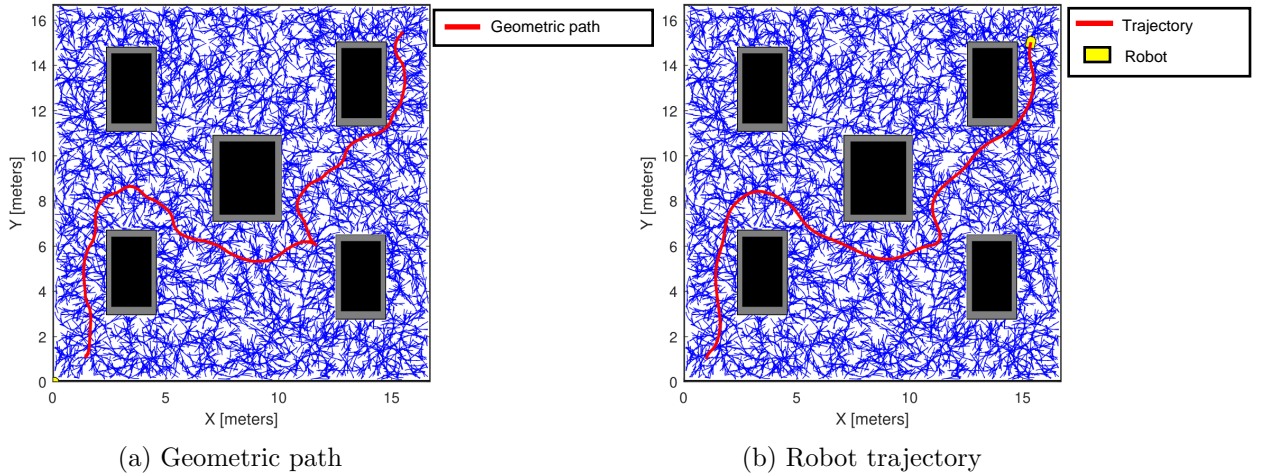 16
14
12
10
8
6
4
2
0
Y [meters]
0 5 10 15
X [meters]
Geometric path
(a) Geometric path
16
14
12
10
8
6
4
2
0
Y [meters]
0 5 10 15
X [meters]
Trajectory
Robot
(b) Robot trajectory